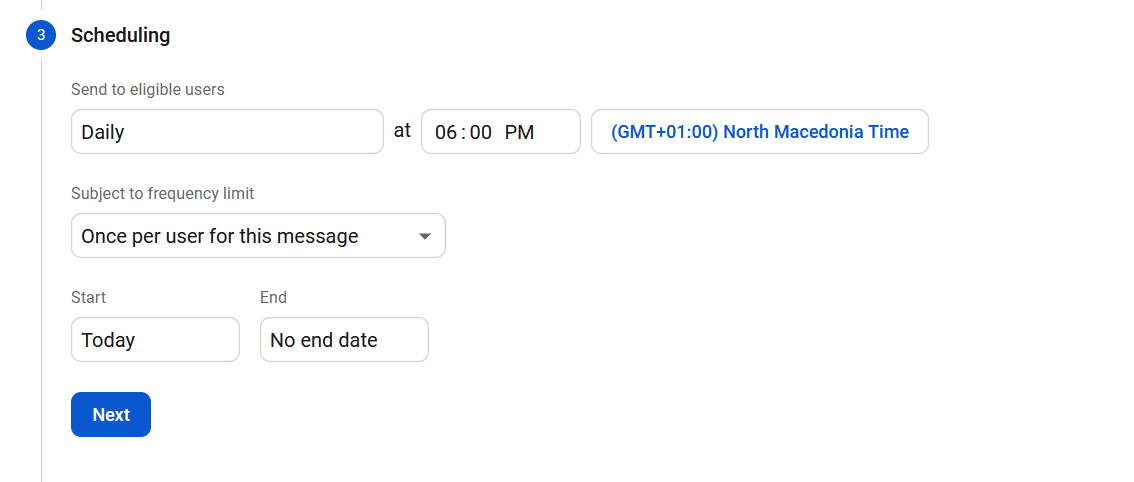 3 Scheduling
Send to eligible users
Daily at 06:00 PM (GMT+01:00) North Macedonia Time
Subject to frequency limit
Once per user for this message
Start End
Today No end date
Next